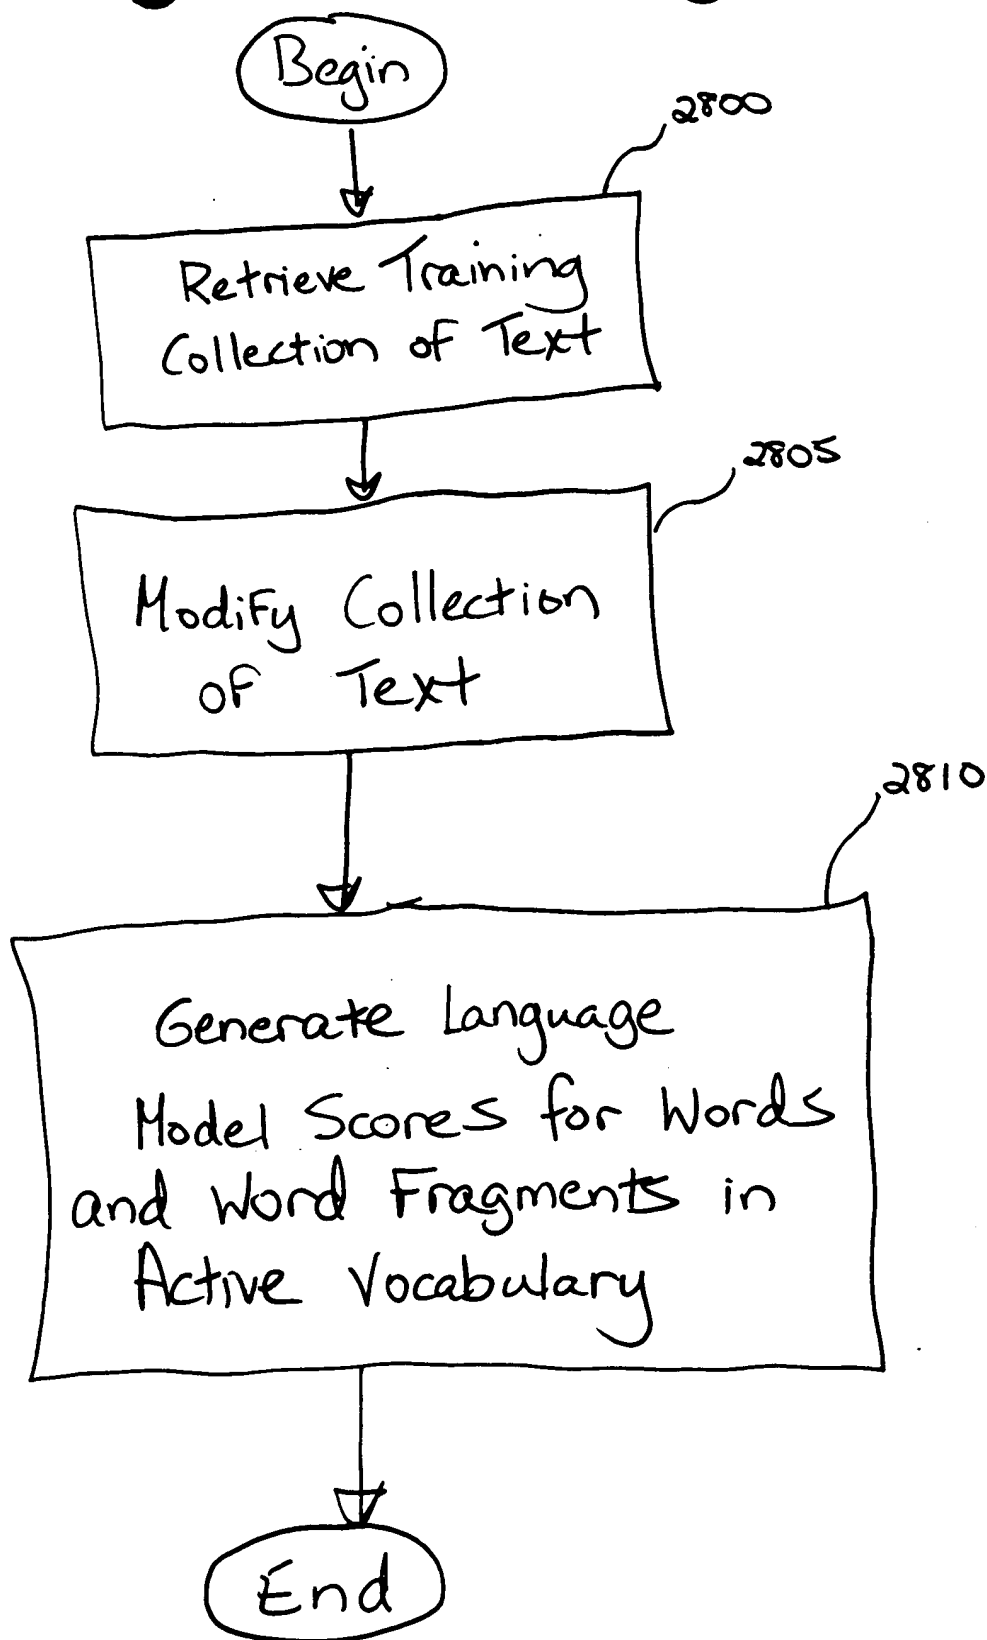 Begin
2800
Retrieve Training
Collection of Text
2805
Modify Collection
of Text
2810
Generate Language
Model Scores for Words
and Word Fragments in
Active Vocabulary
End